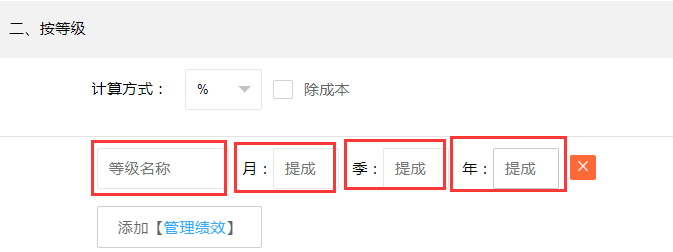 二、按等级
计算方式： % 除成本
等级名称 月：提成 季：提成 年：提成 X
添加【管理绩效】